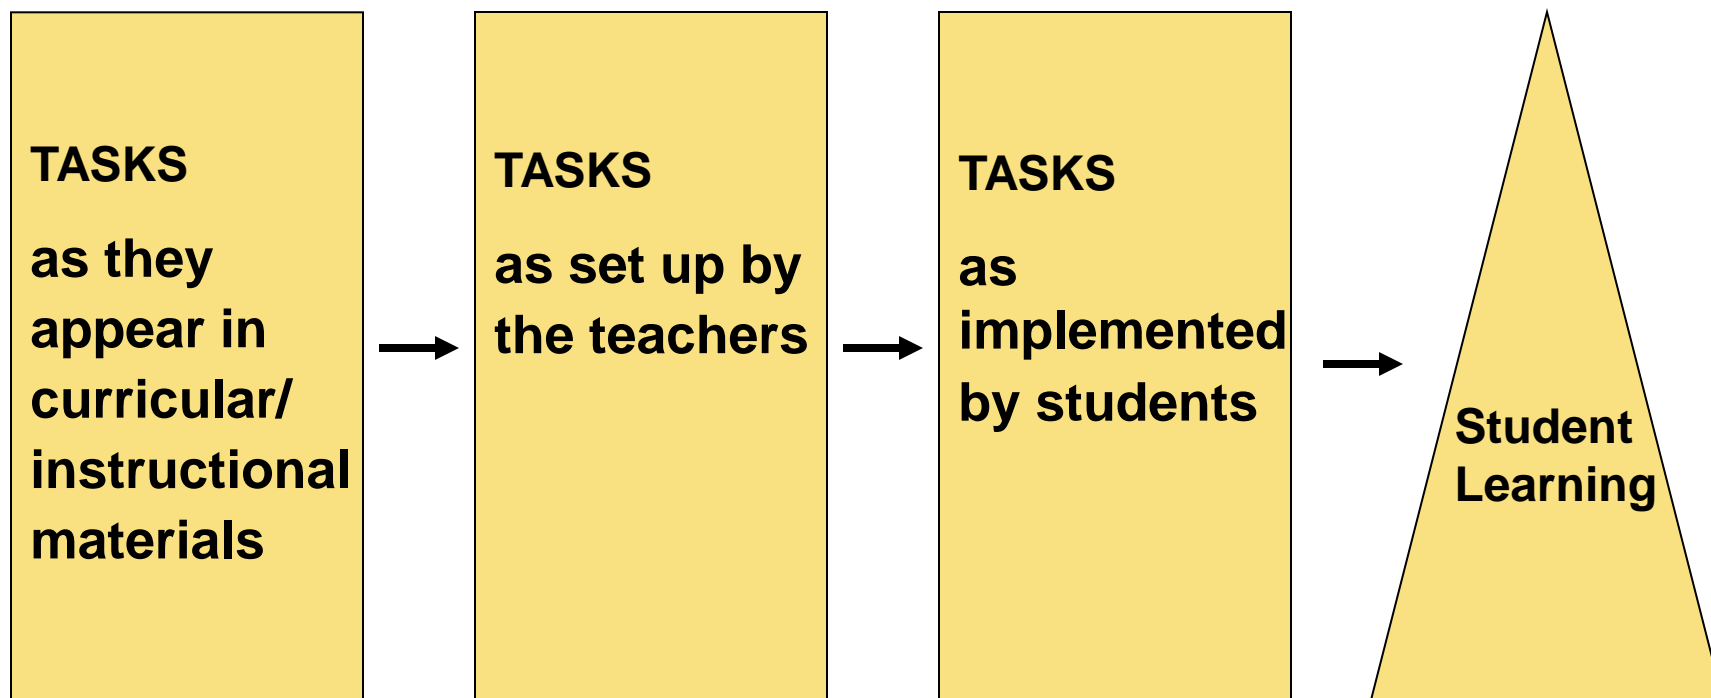 TASKS
as they
appear in
curricular/
instructional
materials
TASKS
as set up by
the teachers
TASKS
as
implemented
by students
Student
Learning